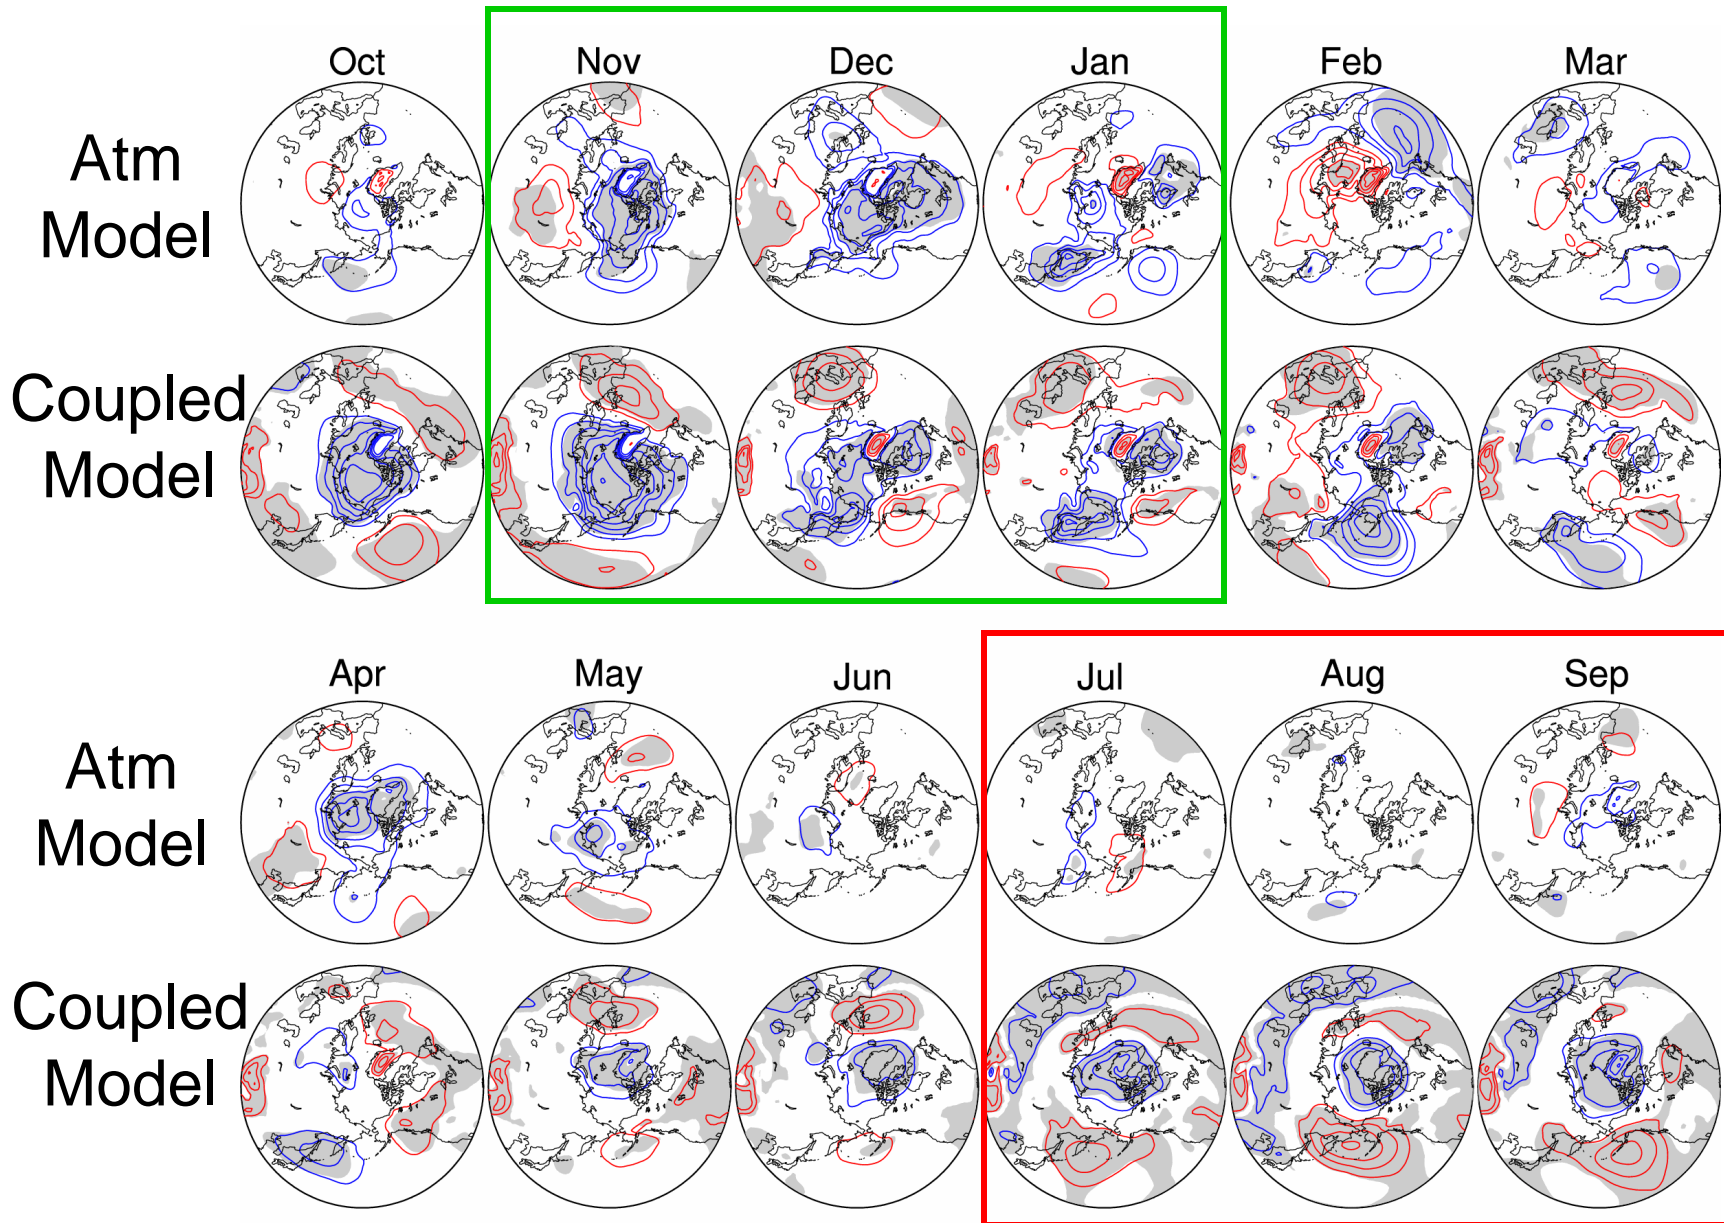 Oct Nov Dec Jan Feb Mar
Atm
Model
Coupled
Model
Apr May Jun Jul Aug Sep
Atm
Model
Coupled
Model